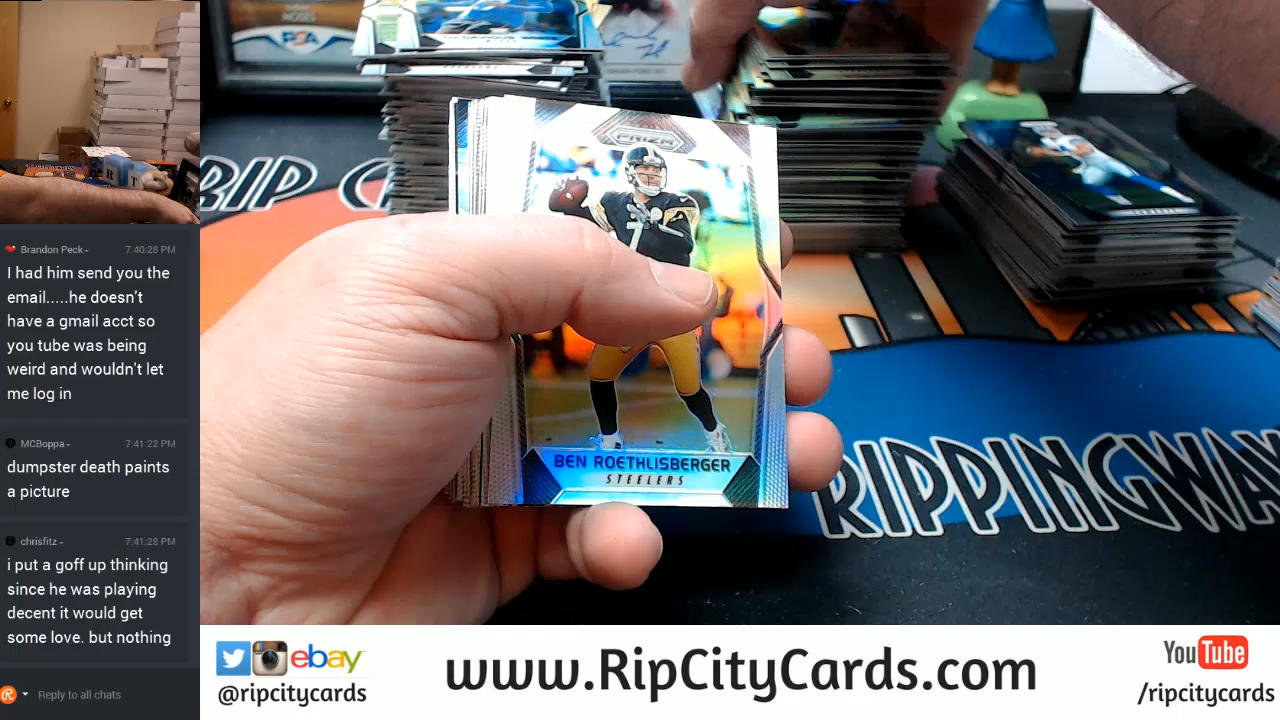 PSA
RIP C
Brandon Peck- 7:40:28 PM
I had him send you the
email.....he doesn't
have a gmail acct so
you tube was being
weird and wouldn't let
me log in
MCBoppa- 7:41:22 PM
dumpster death paints
a picture
chrisfitz- 7:41:28 PM
i put a goff up thinking
since he was playing
decent it would get
some love. but nothing
Reply to all chats
PRIZM
7
BEN ROETHLISBERGER
STEELERS
RIPPINGWA
ebay
@ripcitycards
www.RipCityCards.com
YouTube
/ripcitycards